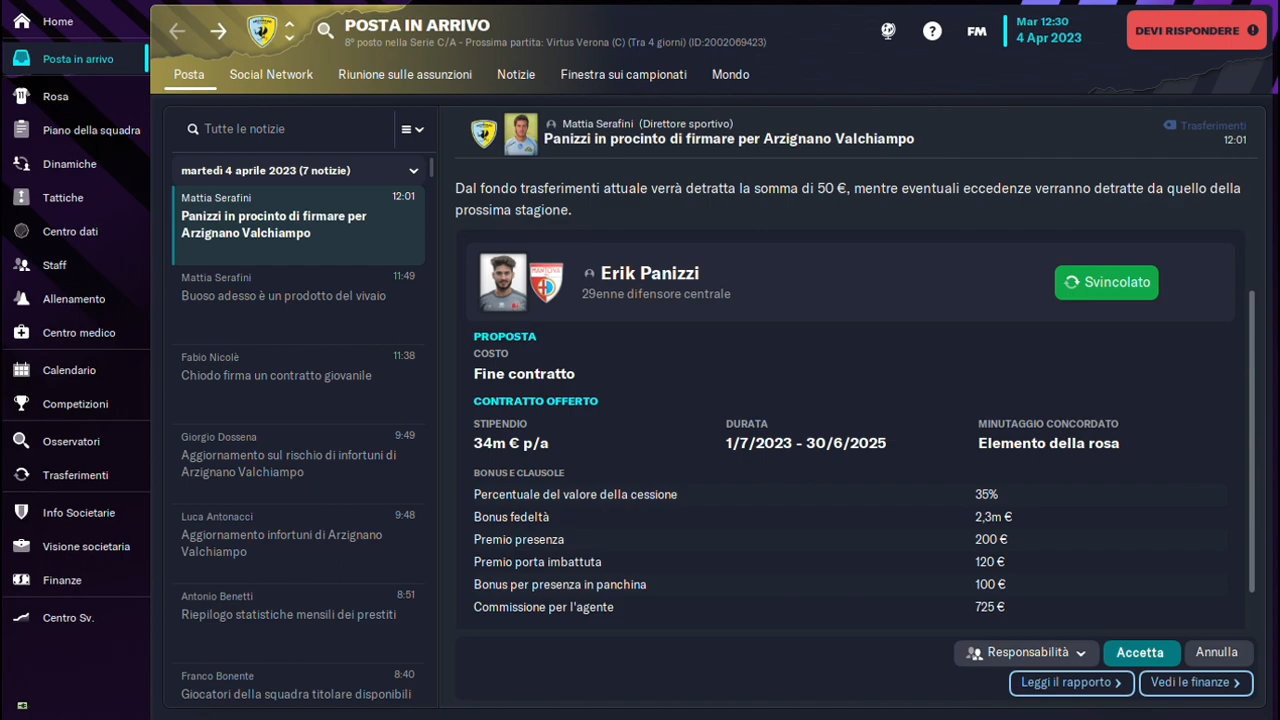 Home
Posta in arrivo
Rosa
Piano della squadra
Dinamiche
Tattiche
Centro dati
Staff
Allenamento
Centro medico
Calendario
Competizioni
Osservatori
Trasferimenti
Info Societarie
Visione societaria
Finanze
Centro Sv.
POSTA IN ARRIVO
8° posto nella Serie C/A - Prossima partita: Virtus Verona (C) (Tra 4 giorni) (ID:2002069423)
FM
Mar 12:30
4 Apr 2023
DEVI RISPONDERE
Posta
Social Network
Riunione sulle assunzioni
Notizie
Finestra sui campionati
Mondo
Tutte le notizie
martedì 4 aprile 2023 (7 notizie)
Mattia Serafini 12:01
Panizzi in procinto di firmare per
Arzignano Valchiampo
Mattia Serafini 11:49
Buoso adesso è un prodotto del vivaio
Fabio Nicolè 11:38
Chiodo firma un contratto giovanile
Giorgio Dossena 9:49
Aggiornamento sul rischio di infortuni di
Arzignano Valchiampo
Luca Antonacci 9:48
Aggiornamento infortuni di Arzignano
Valchiampo
Antonio Benetti 8:51
Riepilogo statistiche mensili dei prestiti
Franco Bonente 8:40
Giocatori della squadra titolare disponibili
Mattia Serafini (Direttore sportivo)
Panizzi in procinto di firmare per Arzignano Valchiampo
Trasferimenti
12:01
Dal fondo trasferimenti attuale verrà detratta la somma di 50 €, mentre eventuali eccedenze verranno detratte da quello della
prossima stagione.
MANTOVA
Erik Panizzi
29enne difensore centrale
Svincolato
PROPOSTA
COSTO
Fine contratto
CONTRATTO OFFERTO
STIPENDIO DURATA MINUTAGGIO CONCORDATO
34m € p/a 1/7/2023 - 30/6/2025 Elemento della rosa
BONUS E CLAUSOLE
Percentuale del valore della cessione 35%
Bonus fedeltà 2,3m €
Premio presenza 200 €
Premio porta imbattuta 120 €
Bonus per presenza in panchina 100 €
Commissione per l'agente 725 €
Responsabilità
Accetta
Annulla
Leggi il rapporto
Vedi le finanze